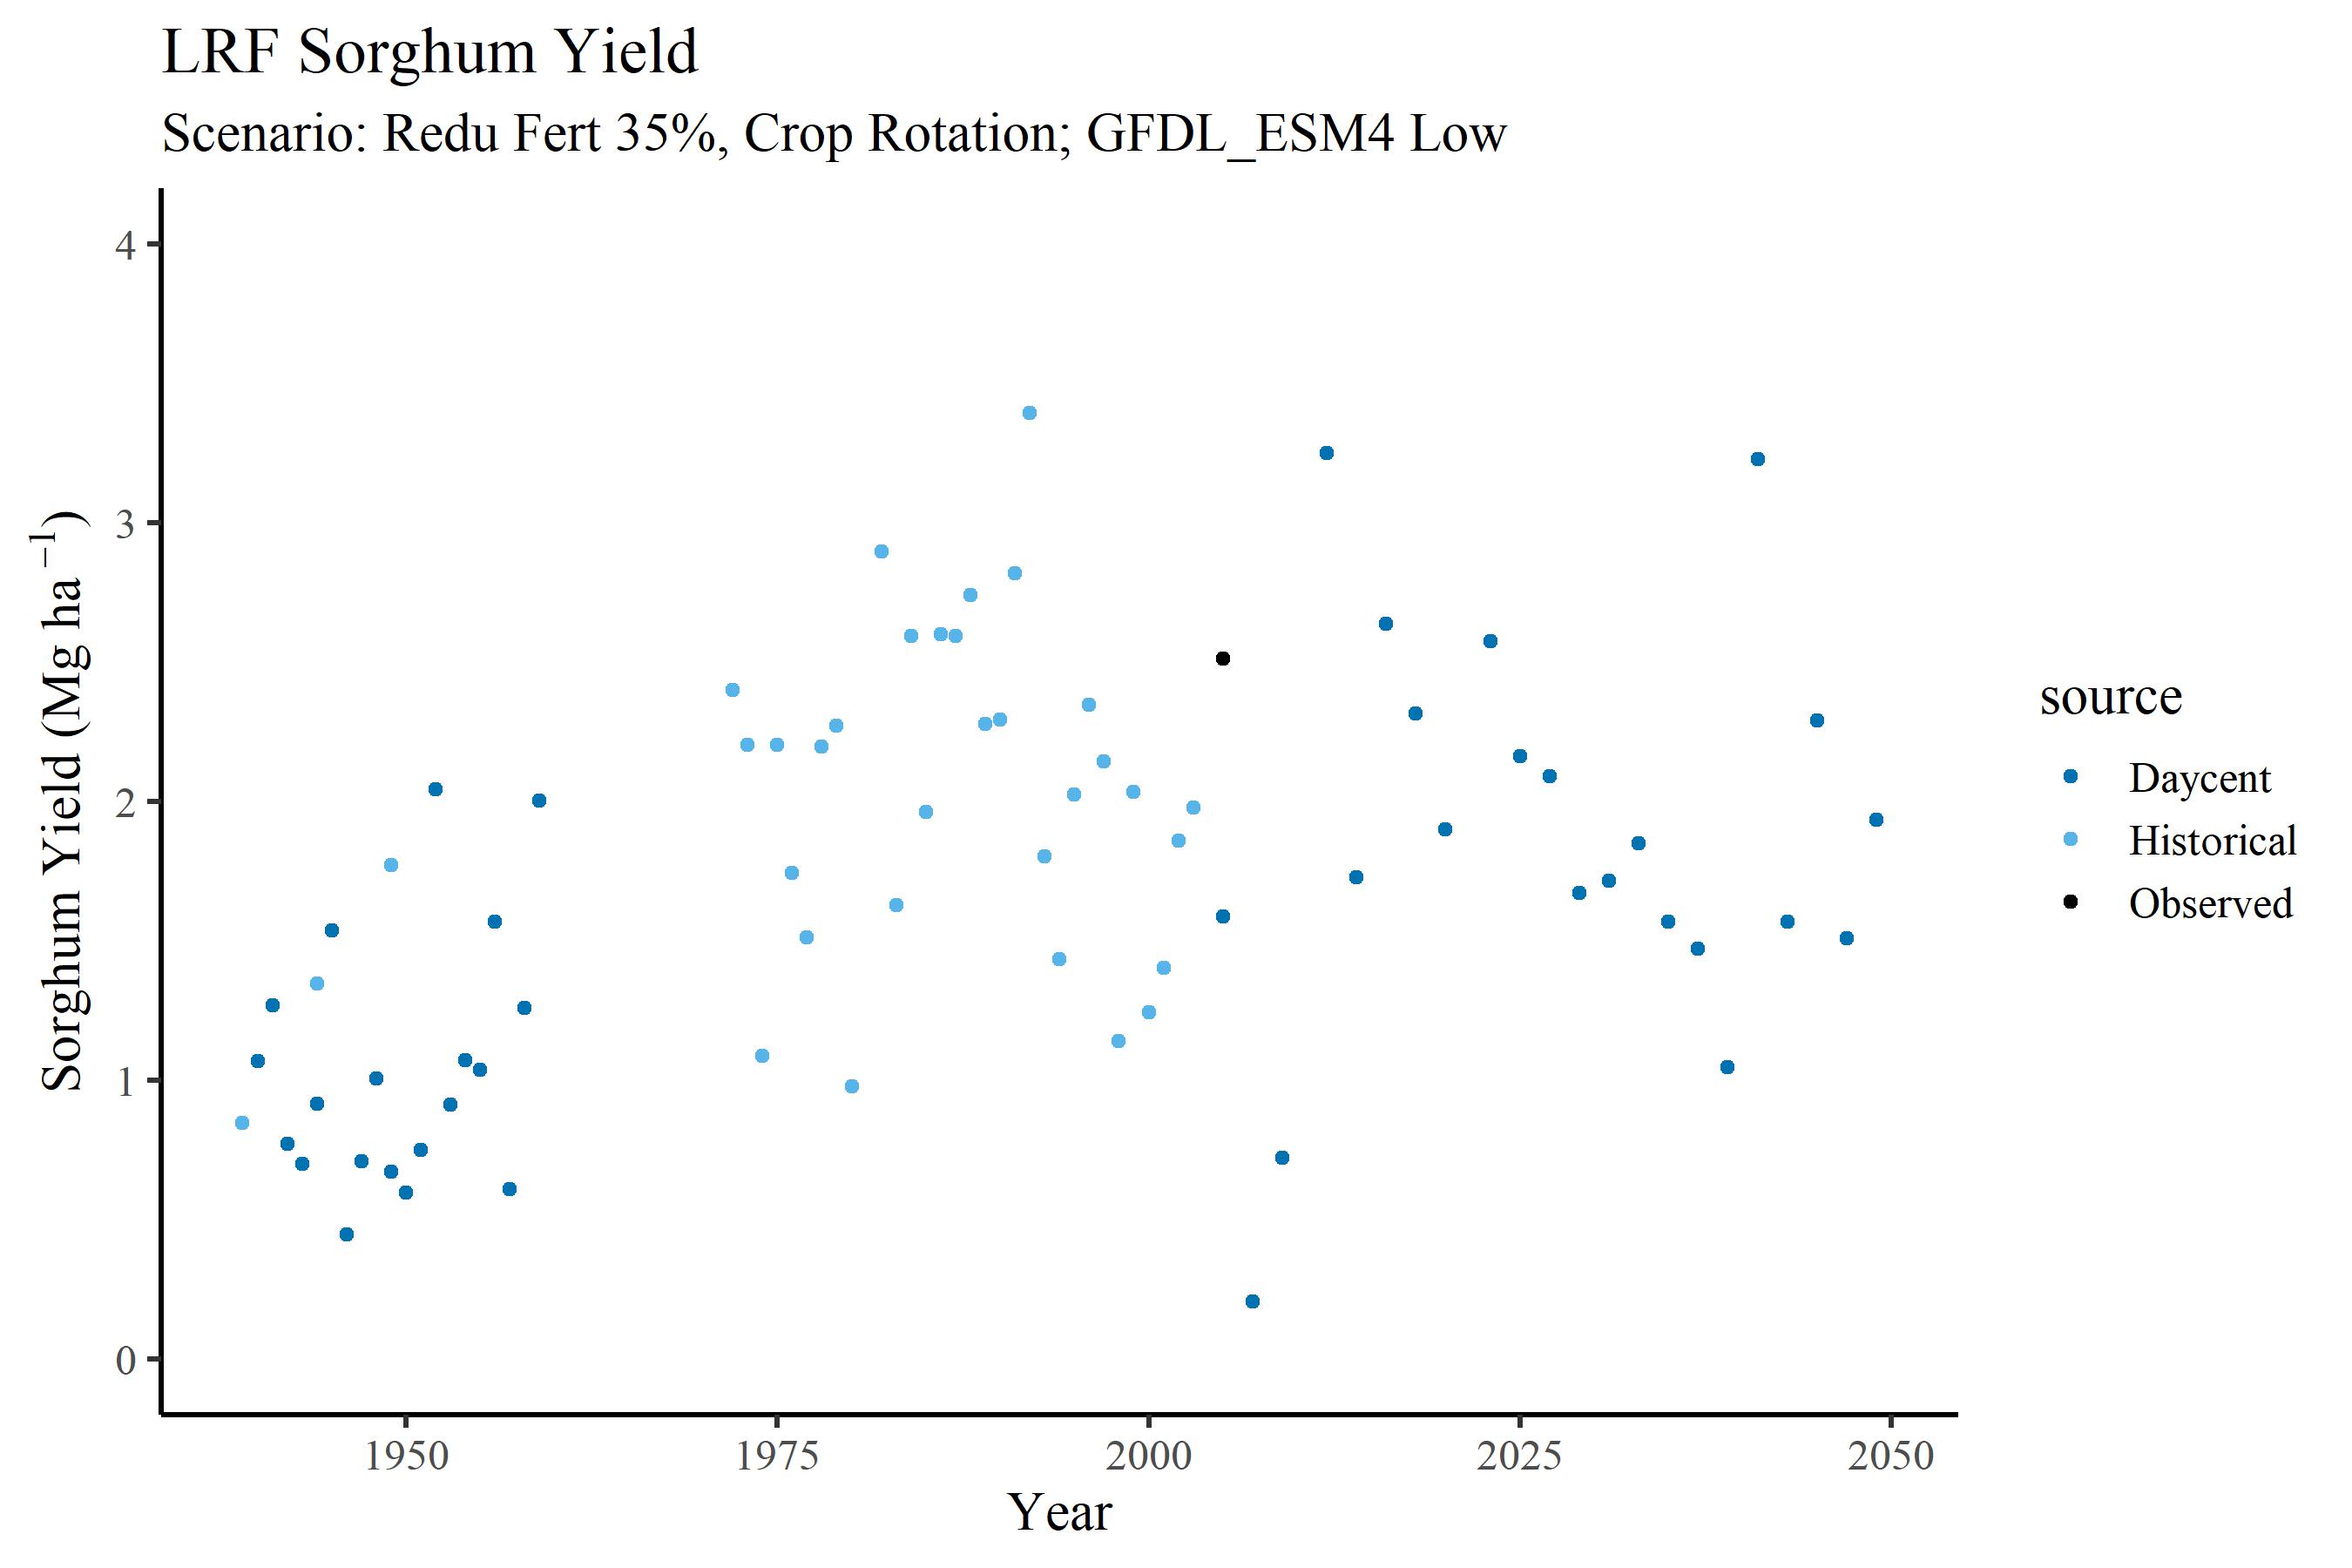 LRF Sorghum Yield
Scenario: Redu Fert 35%, Crop Rotation; GFDL_ESM4 Low
Sorghum Yield (Mg ha⁻¹)
4
3
2
1
0
1950 1975 2000 2025 2050
Year
source
Daycent
Historical
Observed